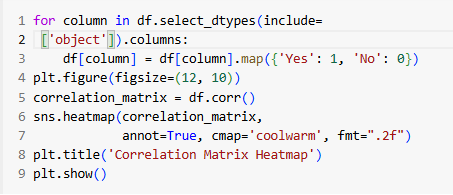 1 for column in df.select_dtypes(include=
2 ['object']).columns:
3     df[column] = df[column].map({'Yes': 1, 'No': 0})
4 plt.figure(figsize=(12, 10))
5 correlation_matrix = df.corr()
6 sns.heatmap(correlation_matrix,
7             annot=True, cmap='coolwarm', fmt=".2f")
8 plt.title('Correlation Matrix Heatmap')
9 plt.show()